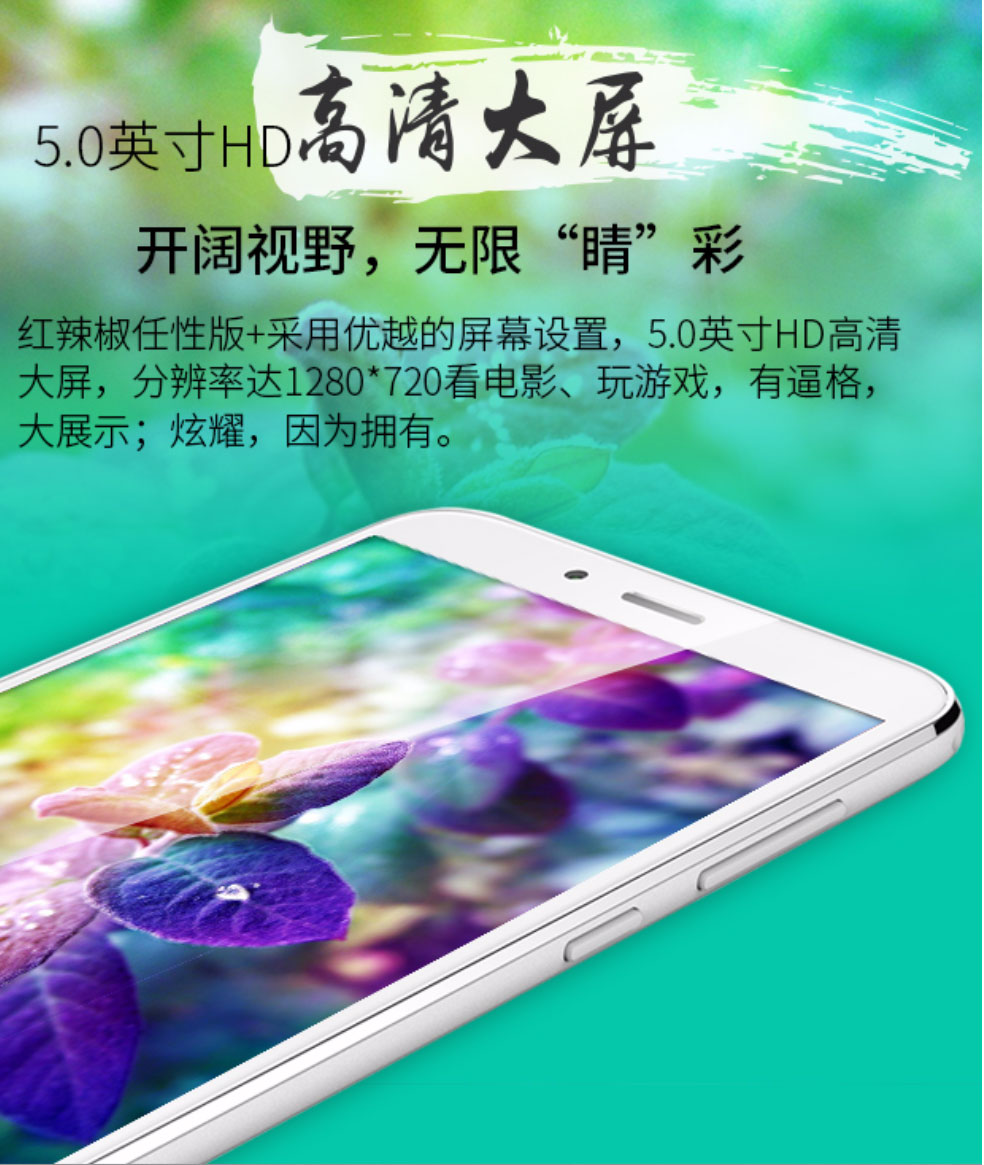 5.0英寸HD高清大屏
开阔视野，无限“睛”彩
红辣椒任性版+采用优越的屏幕设置，5.0英寸HD高清
大屏，分辨率达1280*720看电影、玩游戏，有逼格，
大展示；炫耀，因为拥有。